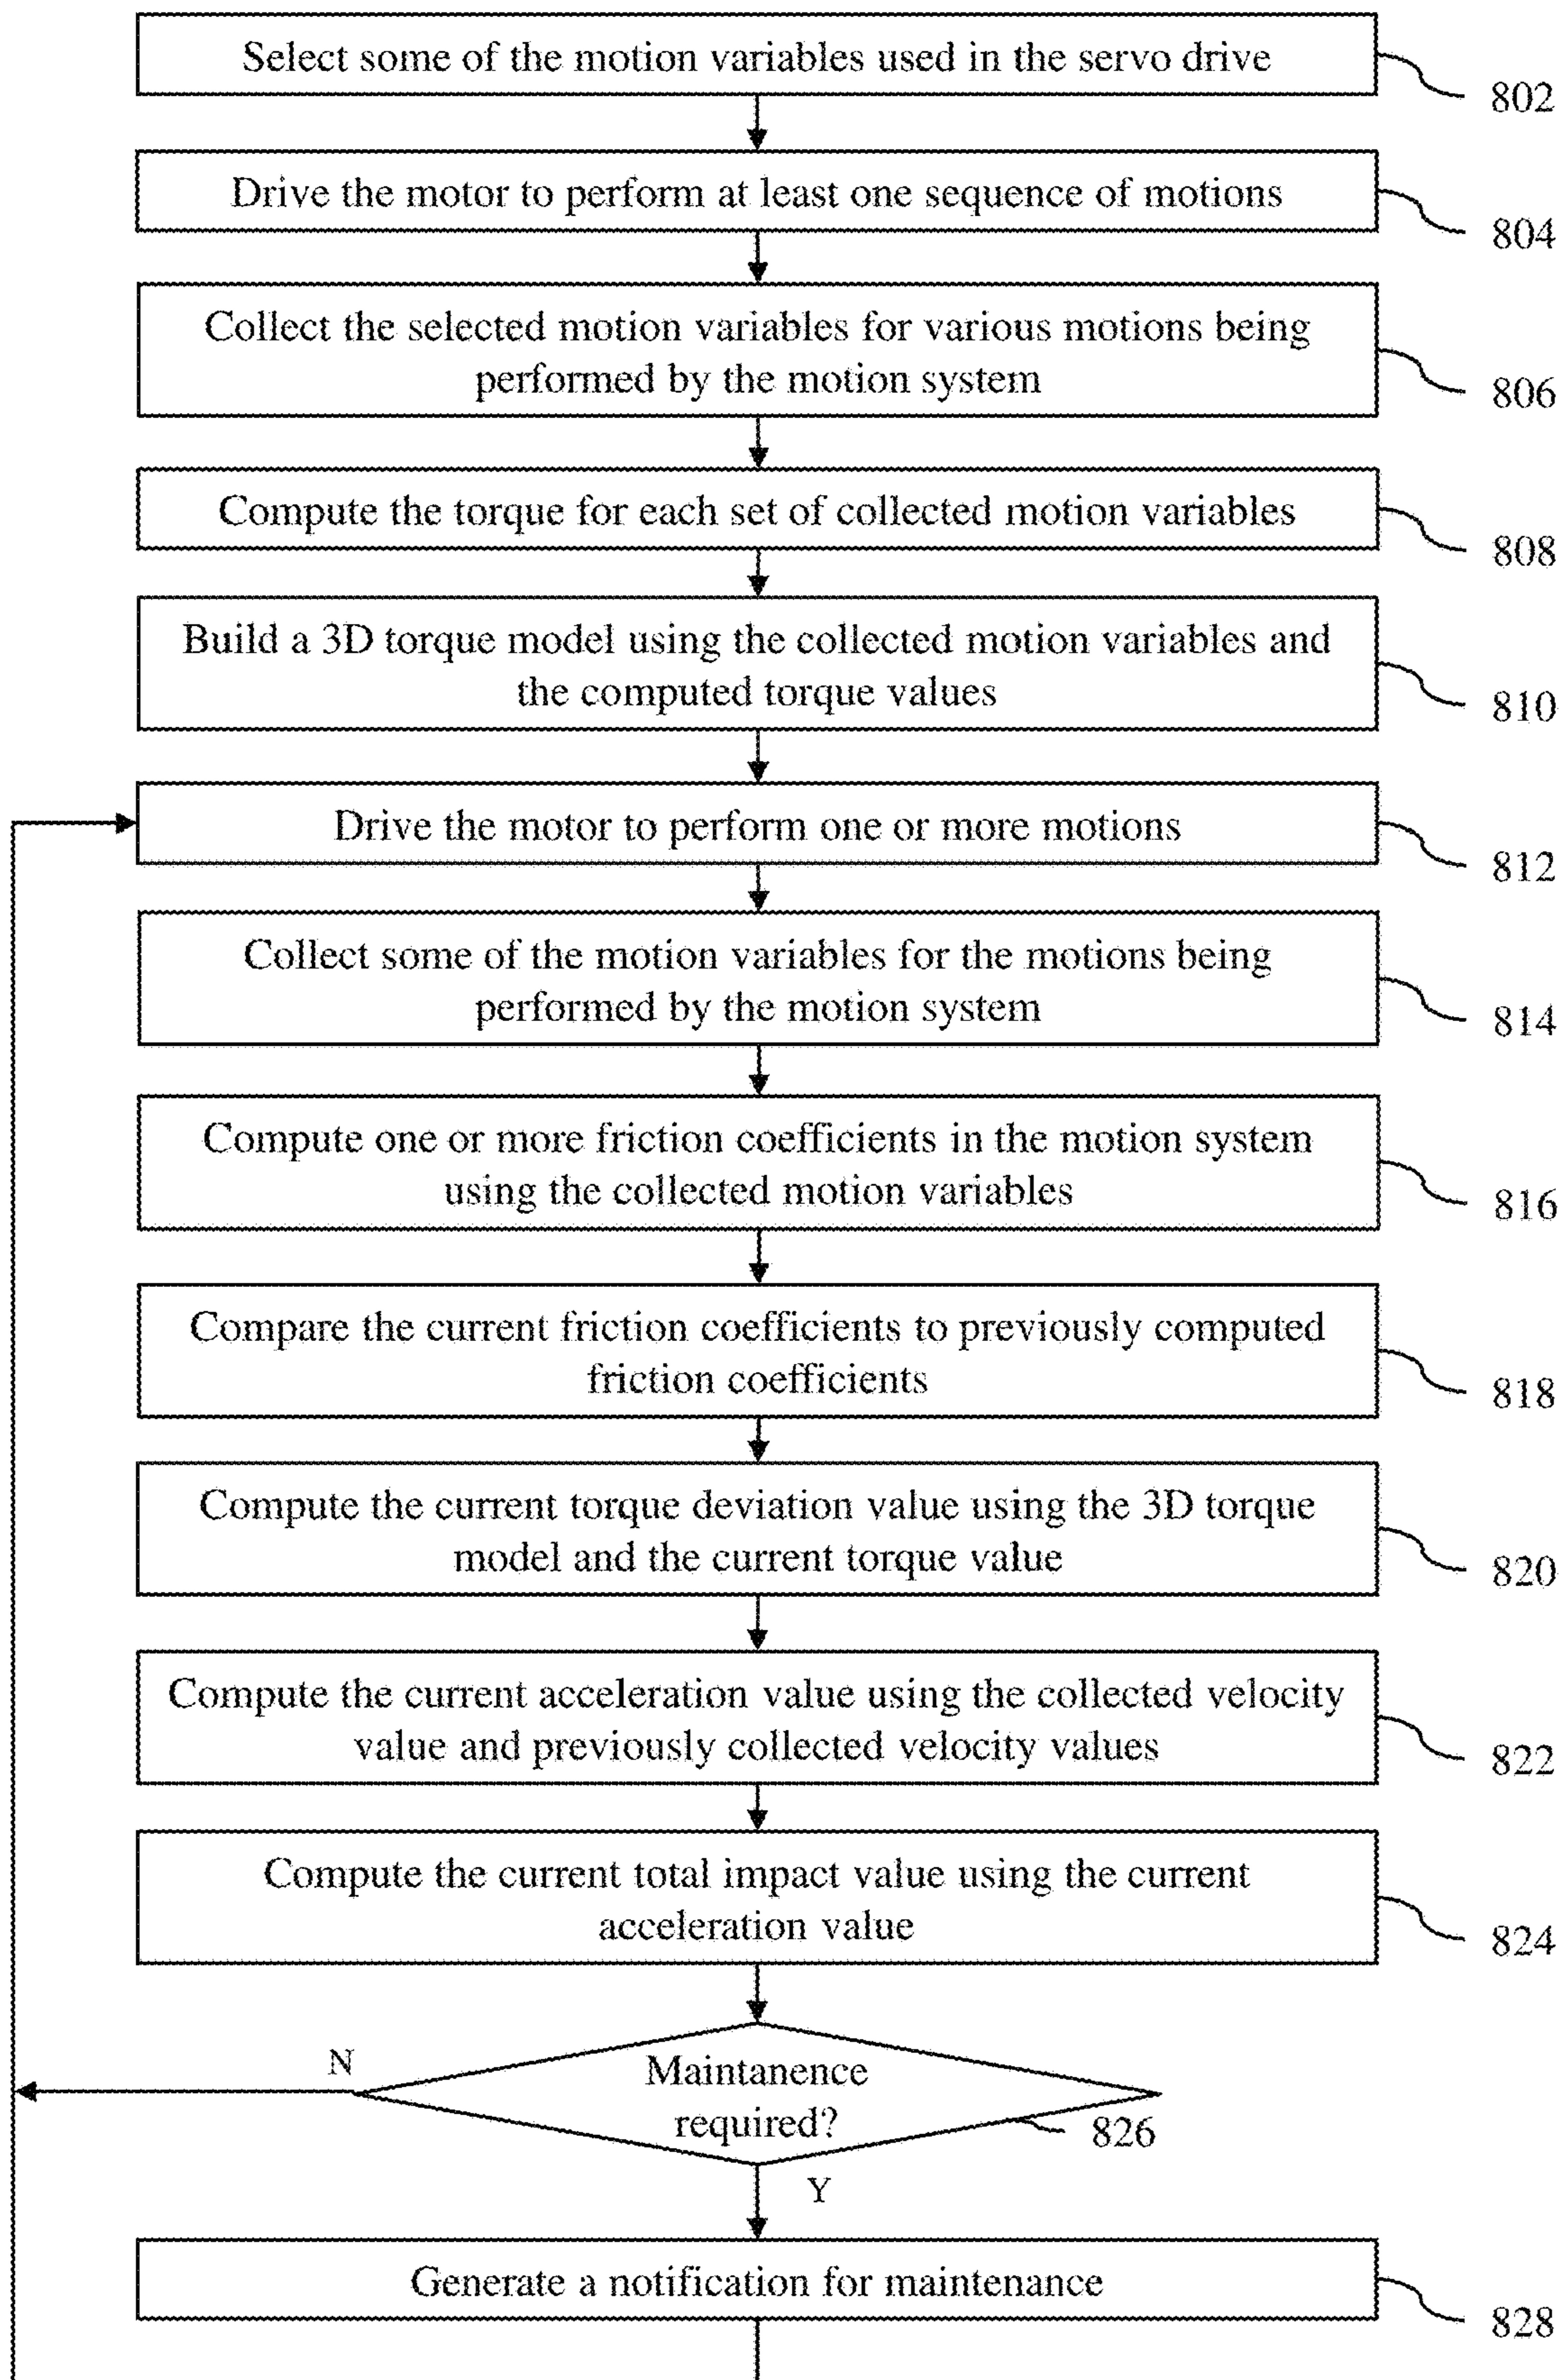 Select some of the motion variables used in the servo drive
802
Drive the motor to perform at least one sequence of motions
804
Collect the selected motion variables for various motions being
performed by the motion system
806
Compute the torque for each set of collected motion variables
808
Build a 3D torque model using the collected motion variables and
the computed torque values
810
Drive the motor to perform one or more motions
812
Collect some of the motion variables for the motions being
performed by the motion system
814
Compute one or more friction coefficients in the motion system
using the collected motion variables
816
Compare the current friction coefficients to previously computed
friction coefficients
818
Compute the current torque deviation value using the 3D torque
model and the current torque value
820
Compute the current acceleration value using the collected velocity
value and previously collected velocity values
822
Compute the current total impact value using the current
acceleration value
824
N
Maintanence
required?
826
Y
Generate a notification for maintenance
828